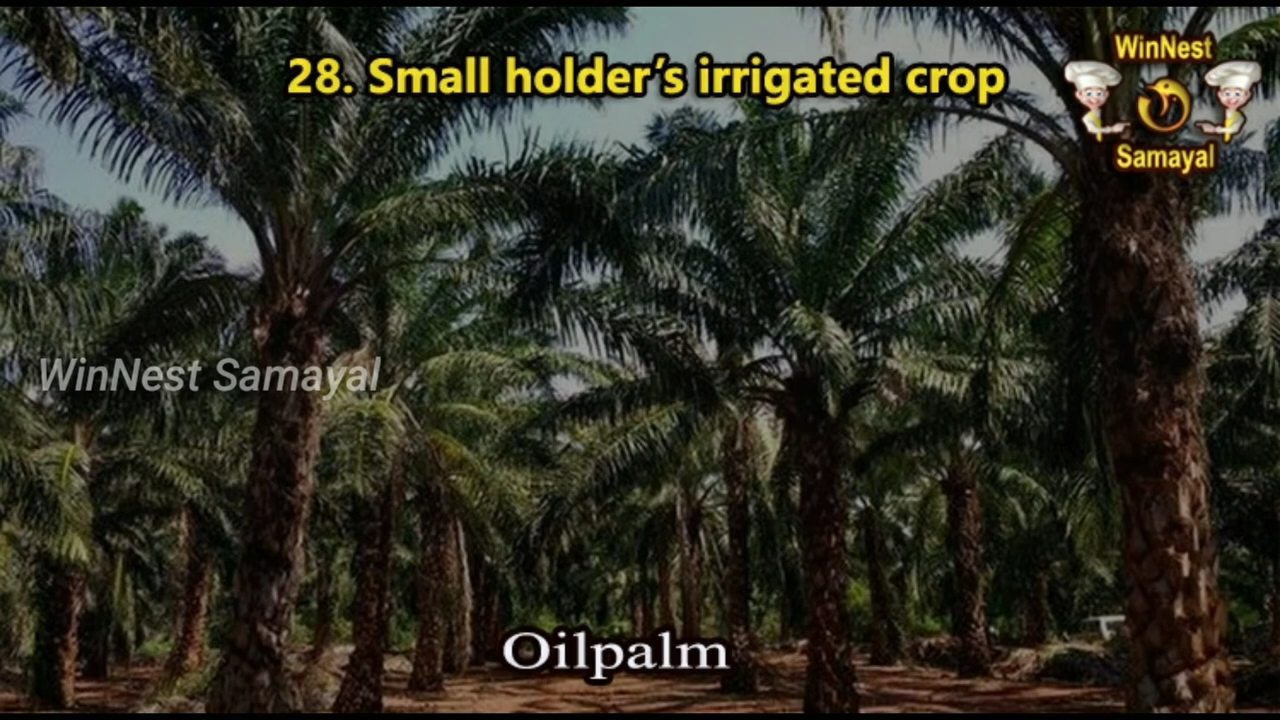 WinNest
28. Small holder’s irrigated crop
Samayal
WinNest Samayal
Oilpalm